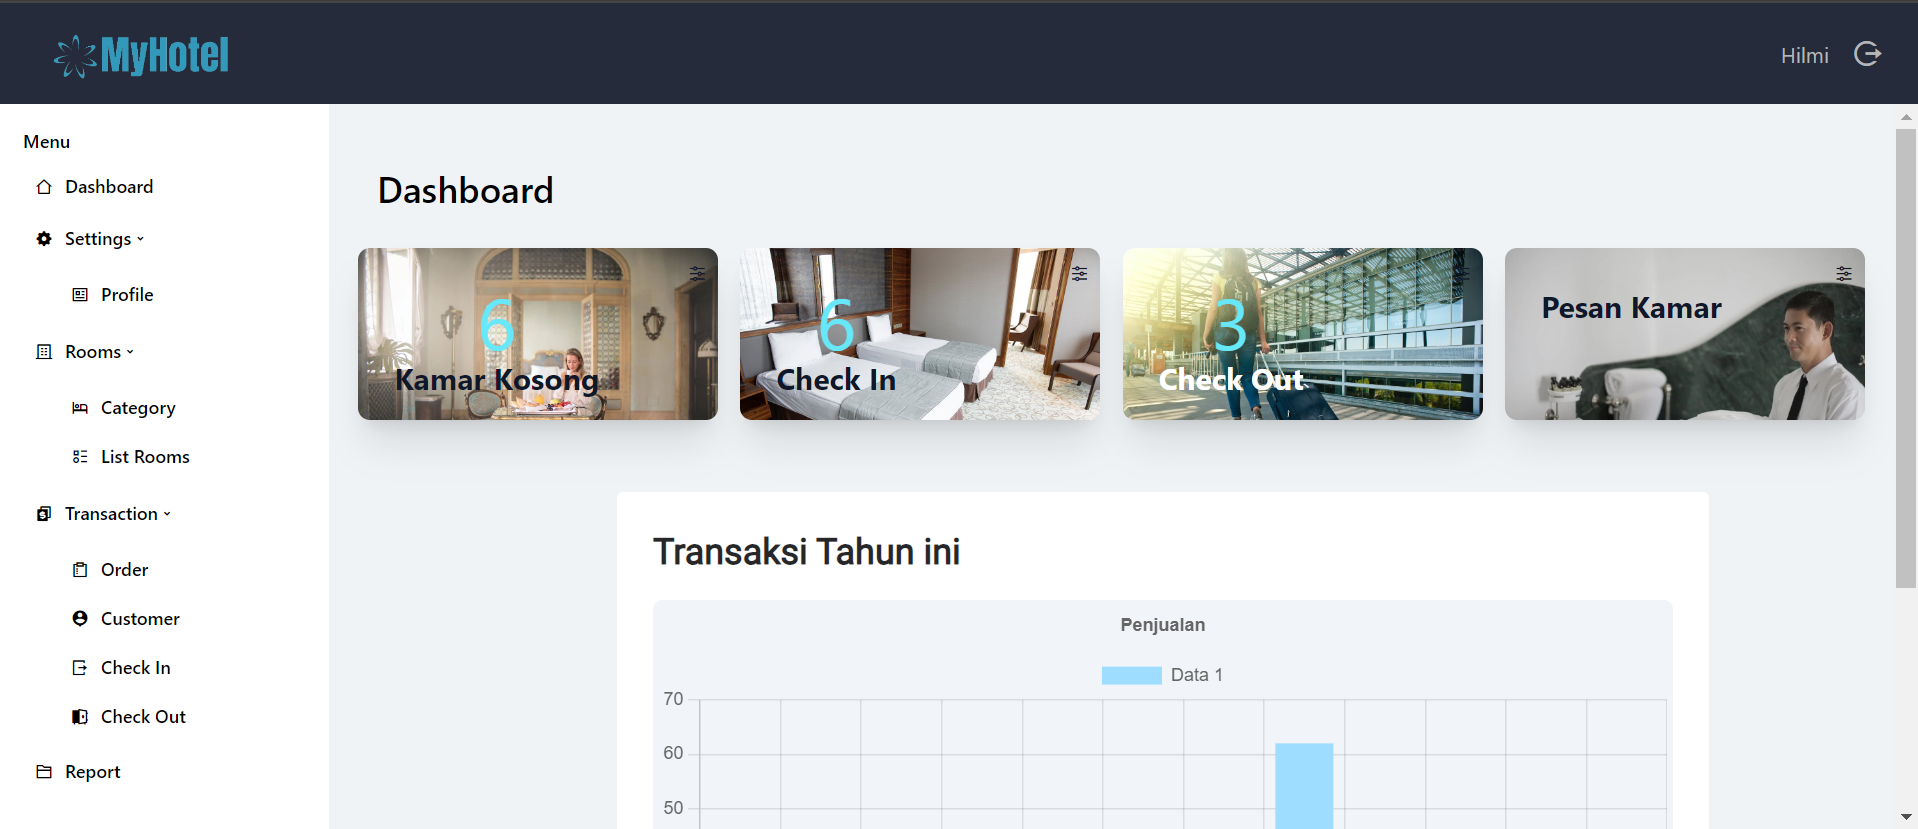 MyHotel
Hilmi
Menu
Dashboard
Settings
Profile
Rooms
Category
List Rooms
Transaction
Order
Customer
Check In
Check Out
Report
Dashboard
6
Kamar Kosong
6
Check In
3
Check Out
Pesan Kamar
Transaksi Tahun ini
Penjualan
Data 1
70
60
50